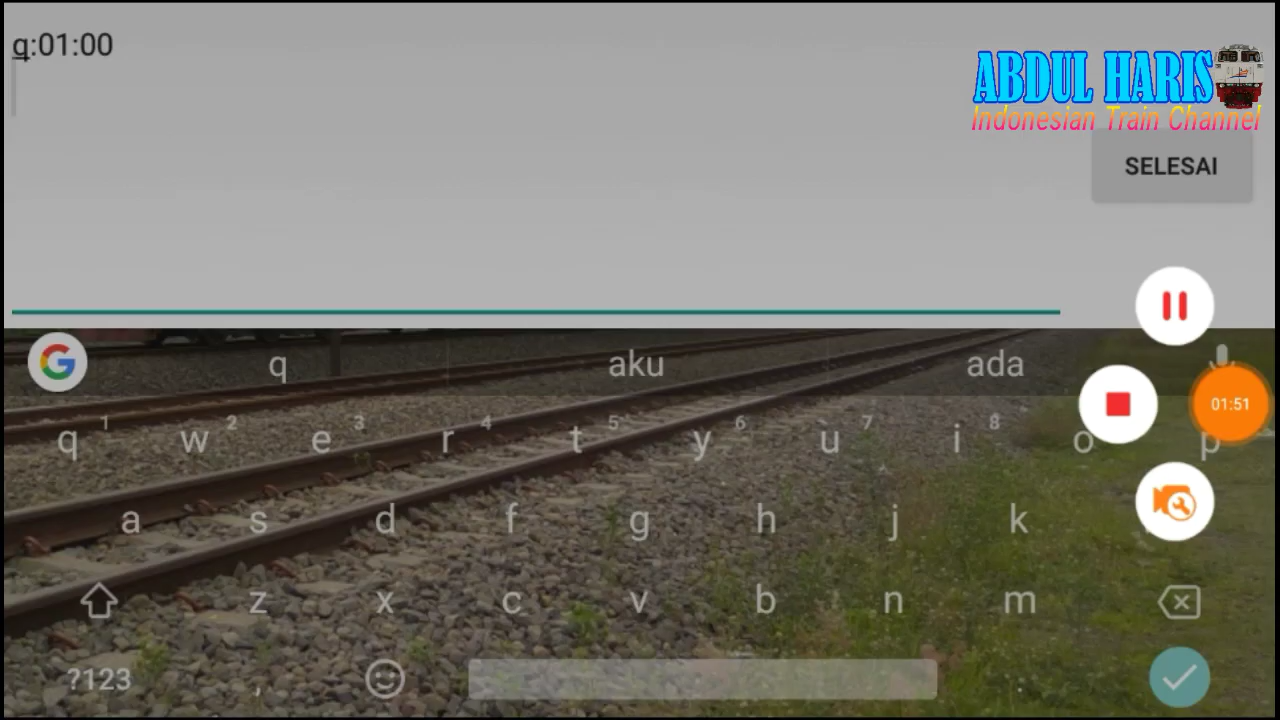 q:01:00
ABDUL HARIS
Indonesian Train Channel
SELESAI
q aku ada
01:51
q 1 w 2 e 3 r 4 t 5 y 6 u 7 i 8 o p
a s d f g h j k
z x c v b n m
?123 ,